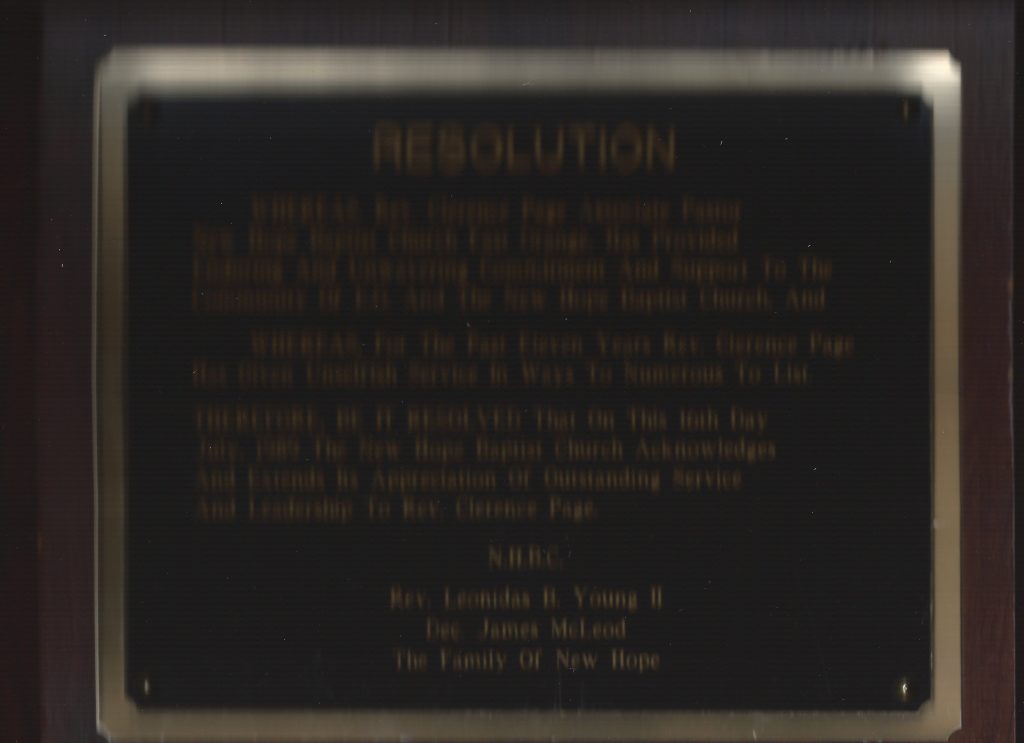 RESOLUTION
WHEREAS, Rev. Clerence Page Associate Pastor
New Hope Baptist Church East Orange, Has Provided
Enduring And Unwavering Commitment And Support To The
Community Of E.O. And The New Hope Baptist Church, And
WHEREAS, For The Past Eleven Years Rev. Clerence Page
Has Given Unselfish Service In Ways To Numerous To List
THEREFORE, BE IT RESOLVED That On This 16th Day
July, 1989 The New Hope Baptist Church Acknowledges
And Extends Its Appreciation Of Outstanding Service
And Leadership To Rev. Clerence Page.
N.H.B.C.
Rev. Leonidas B. Young II
Dec. James McLeod
The Family Of New Hope